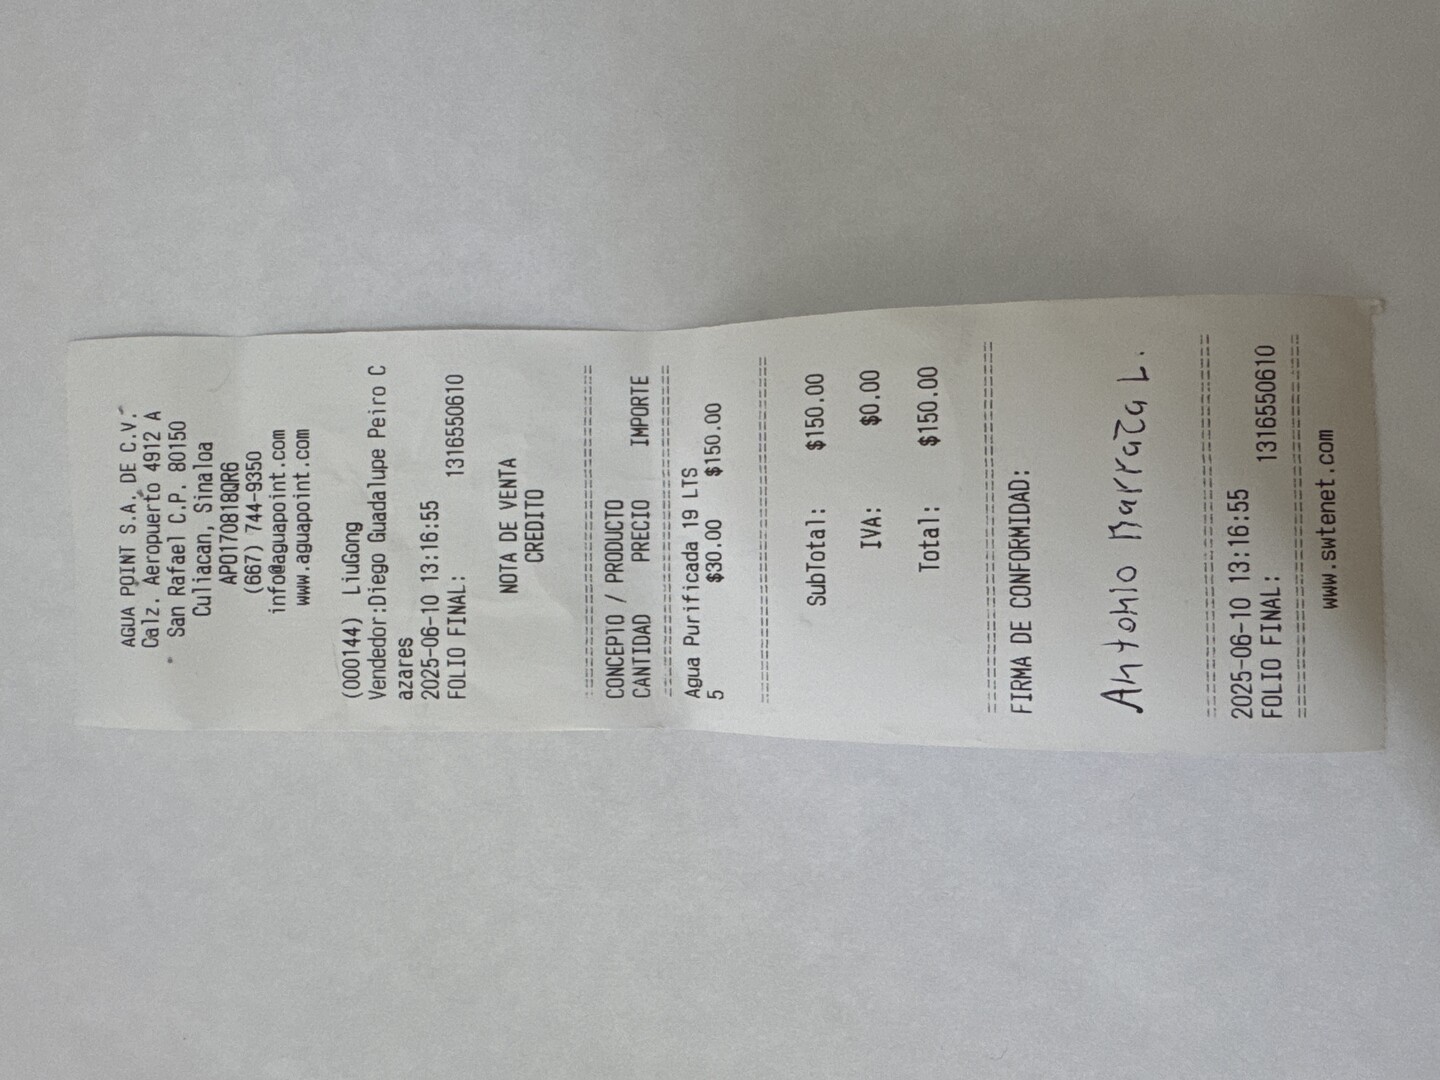 AGUA POINT S.A. DE C.V.
Calz. Aeropuerto 4912 A
San Rafael C.P. 80150
Culiacan, Sinaloa
APO170818QR6
(667) 744-9350
info@aguapoint.com
www.aguapoint.com
(000144) LiuGong
Vendedor:Diego Guadalupe Peiro C
azares
2025-06-10 13:16:55
FOLIO FINAL: 1316550610
NOTA DE VENTA
CREDITO
================================
CONCEPTO / PRODUCTO
CANTIDAD PRECIO IMPORTE
================================
Agua Purificada 19 LTS
5 $30.00 $150.00
================================
SubTotal: $150.00
IVA: $0.00
Total: $150.00
================================
FIRMA DE CONFORMIDAD:
Antonio Barraza L.
================================
2025-06-10 13:16:55
FOLIO FINAL: 1316550610
================================
www.swtenet.com